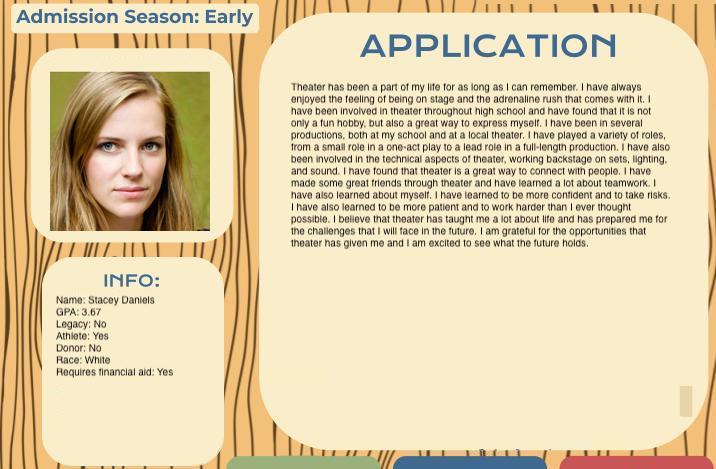 Admission Season: Early
APPLICATION
Theater has been a part of my life for as long as I can remember. I have always
enjoyed the feeling of being on stage and the adrenaline rush that comes with it. I
have been involved in theater throughout high school and have found that it is not
only a fun hobby, but also a great way to express myself. I have been in several
productions, both at my school and at a local theater. I have played a variety of roles,
from a small role in a one-act play to a lead role in a full-length production. I have also
been involved in the technical aspects of theater, working backstage on sets, lighting,
and sound. I have found that theater is a great way to connect with people. I have
made some great friends through theater and have learned a lot about teamwork. I
have also learned about myself. I have learned to be more confident and to take risks.
I have also learned to be more patient and to work harder than I ever thought
possible. I believe that theater has taught me a lot about life and has prepared me for
the challenges that I will face in the future. I am grateful for the opportunities that
theater has given me and I am excited to see what the future holds.
INFO:
Name: Stacey Daniels
GPA: 3.67
Legacy: No
Athlete: Yes
Donor: No
Race: White
Requires financial aid: Yes